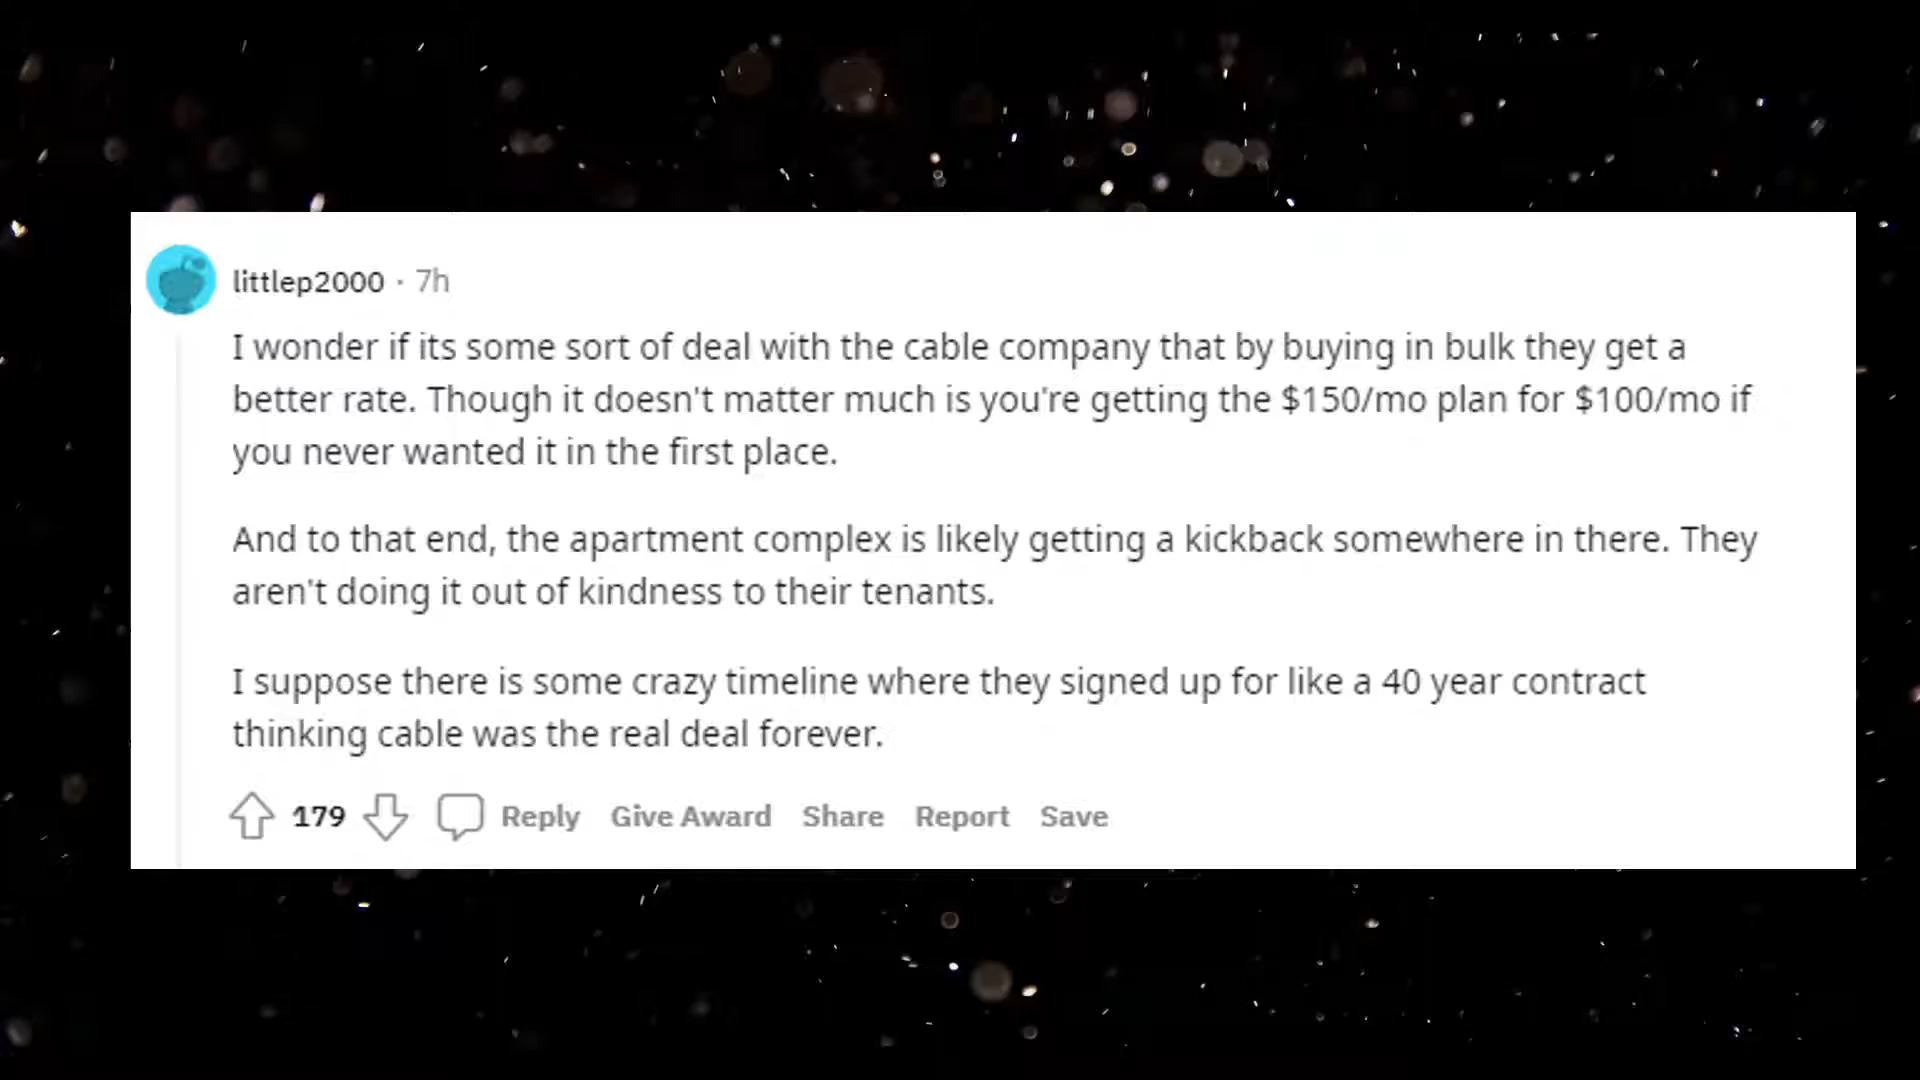 littlep2000 · 7h
I wonder if its some sort of deal with the cable company that by buying in bulk they get a
better rate. Though it doesn't matter much is you're getting the $150/mo plan for $100/mo if
you never wanted it in the first place.
And to that end, the apartment complex is likely getting a kickback somewhere in there. They
aren't doing it out of kindness to their tenants.
I suppose there is some crazy timeline where they signed up for like a 40 year contract
thinking cable was the real deal forever.
179 Reply Give Award Share Report Save